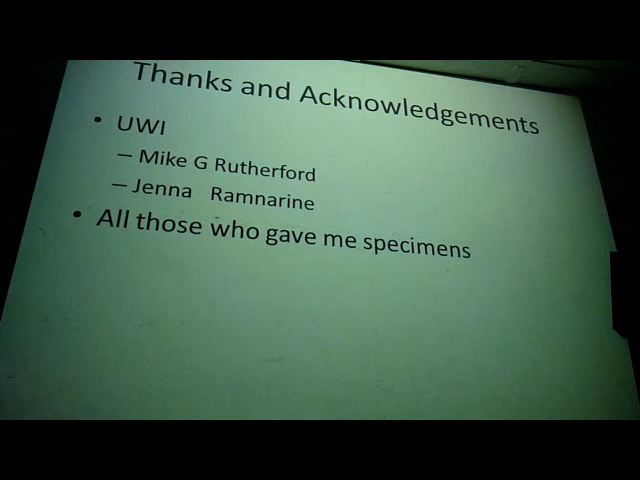 Thanks and Acknowledgements
• UWI
– Mike G Rutherford
– Jenna Ramnarine
• All those who gave me specimens